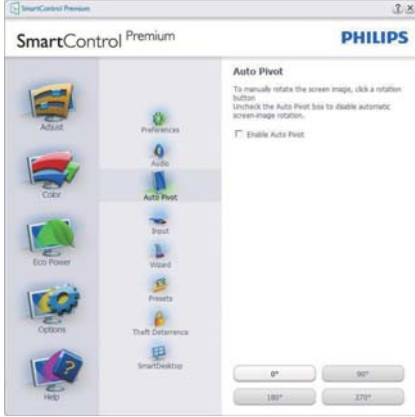 SmartControl Premium
SmartControl Premium
PHILIPS
Adjust
Color
Eco Power
Options
Help
Preferences
Audio
Auto Pivot
Input
Wizard
Presets
Theft Deterrence
SmartDesktop
Auto Pivot
To manually rotate the screen image, click a rotation
button
Uncheck the Auto Pivot box to disable automatic
screen-image rotation.
Enable Auto Pivot
0°
90°
180°
270°